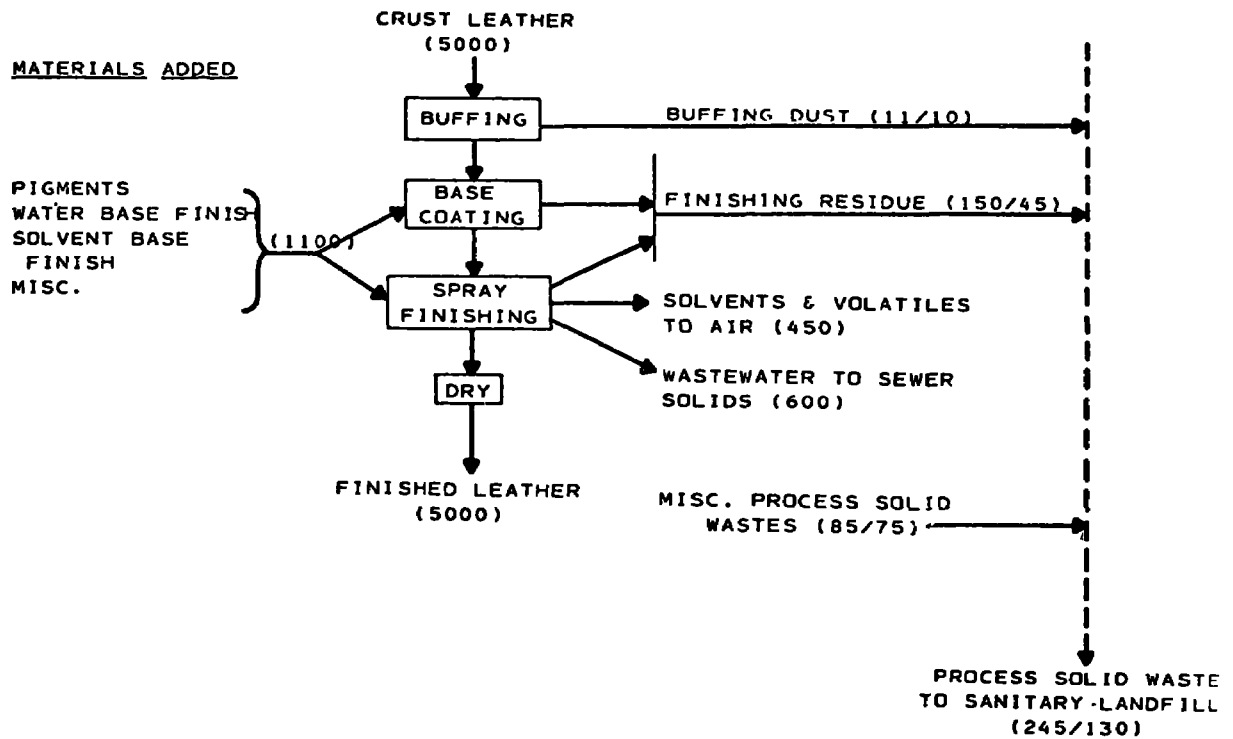 CRUST LEATHER
(5000)
MATERIALS ADDED
BUFFING
BUFFING DUST (11/10)
PIGMENTS
WATER BASE FINIS
SOLVENT BASE
FINISH
MISC.
(1100)
BASE
COATING
FINISHING RESIDUE (150/45)
SPRAY
FINISHING
SOLVENTS & VOLATILES
TO AIR (450)
WASTEWATER TO SEWER
SOLIDS (600)
DRY
FINISHED LEATHER
(5000)
MISC. PROCESS SOLID
WASTES (85/75)
PROCESS SOLID WASTE
TO SANITARY-LANDFILL
(245/130)